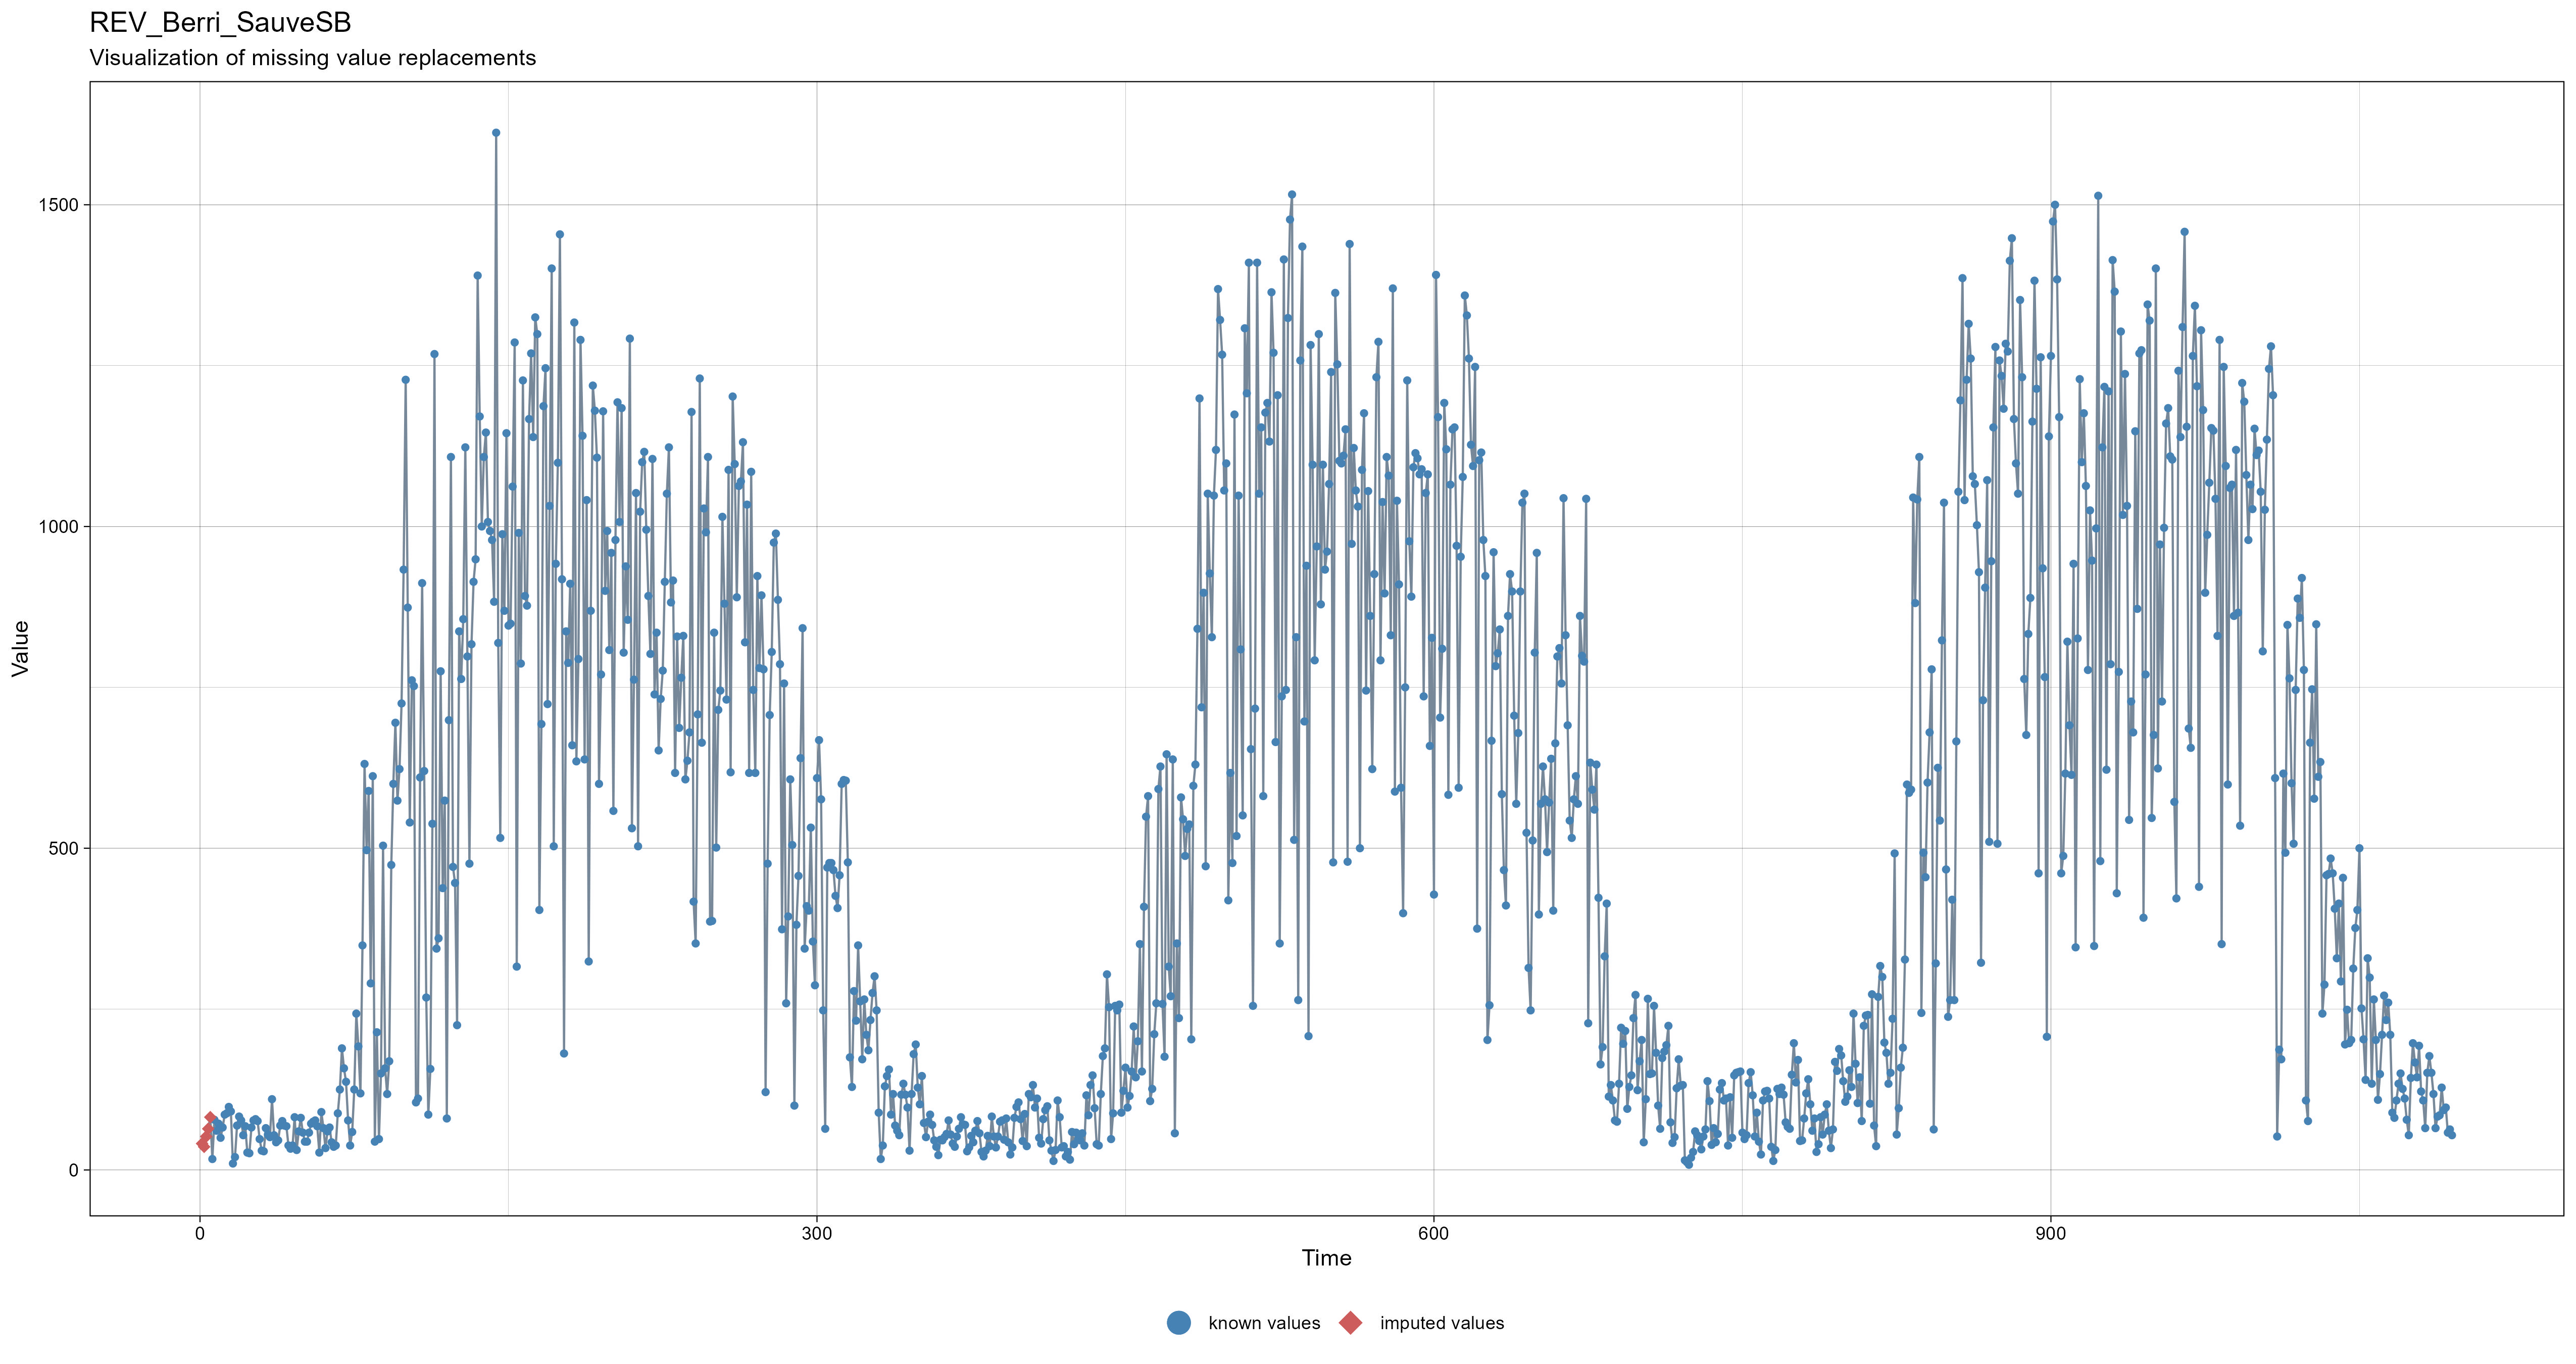 REV_Berri_SauveSB
Visualization of missing value replacements
Value
1500
1000
500
0
0 300 600 900
Time
known values imputed values